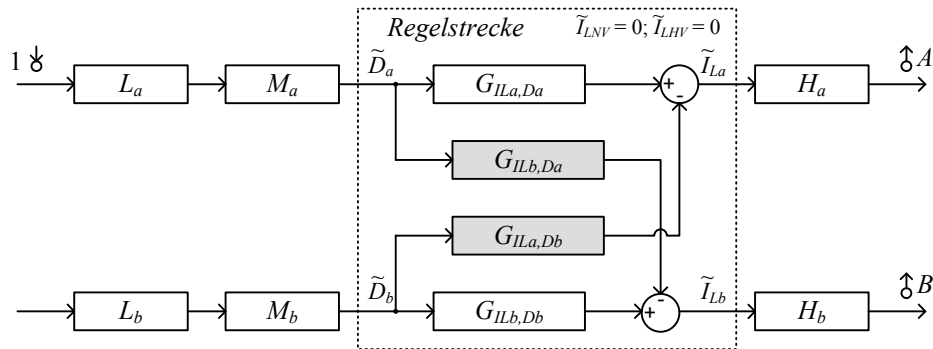 Regelstrecke
Ĩ_LNV = 0; Ĩ_LHV = 0
1
L_a
M_a
D̃_a
G_ILa,Da
+
-
Ĩ_La
H_a
A
G_ILb,Da
G_ILa,Db
L_b
M_b
D̃_b
G_ILb,Db
+
-
Ĩ_Lb
H_b
B